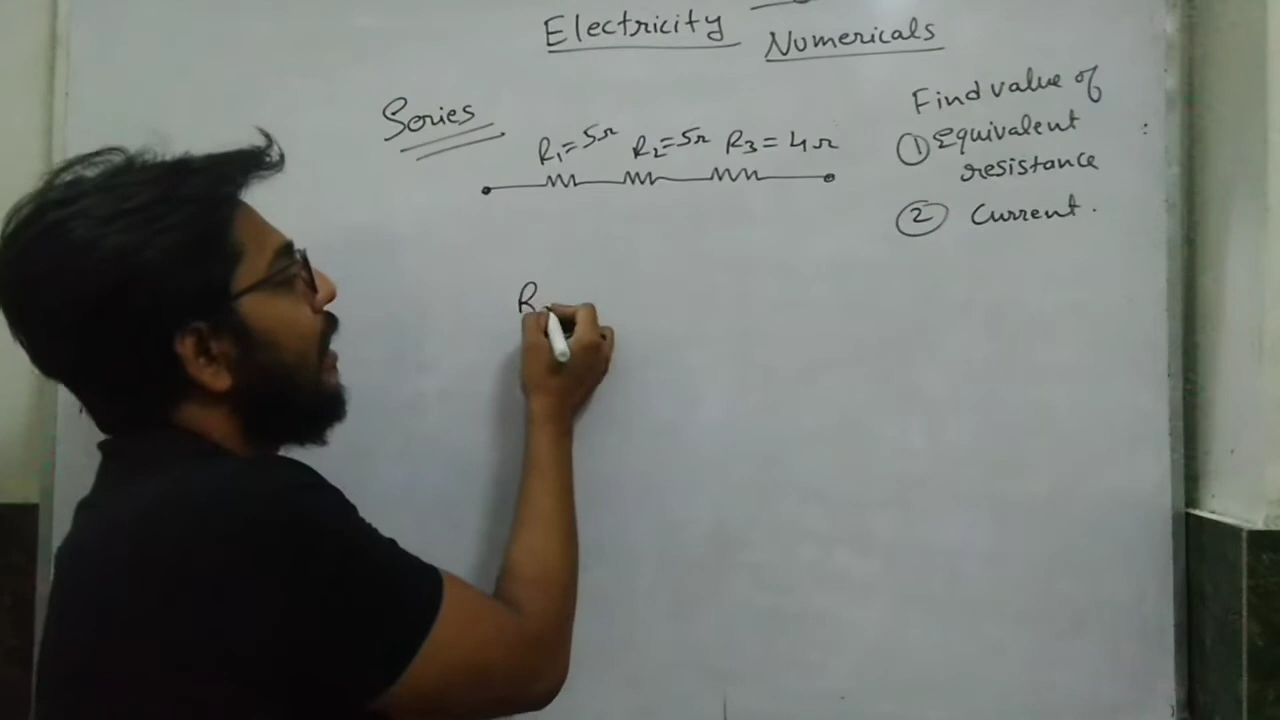 Electricity Numericals
Series
R₁=5Ω R₂=5Ω R₃=4Ω
Find value of
① Equivalent
resistance
② Current.
R